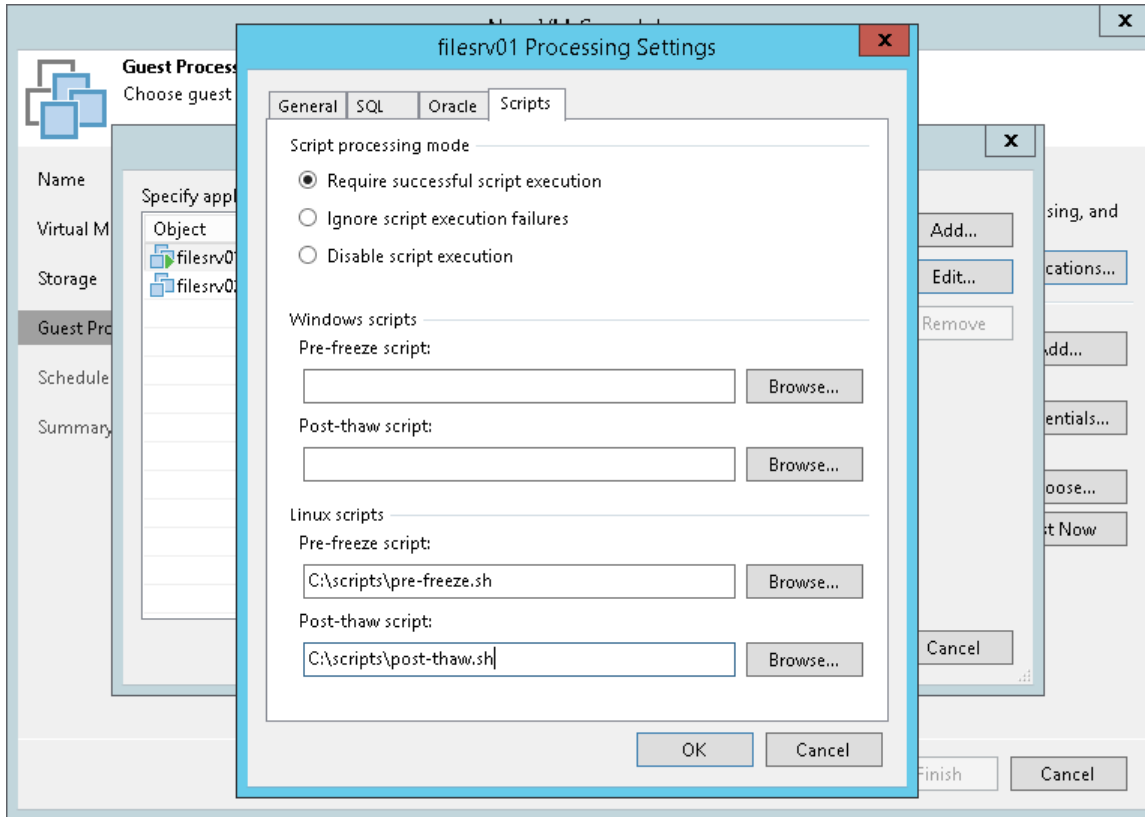 filesrv01 Processing Settings
x
x
Guest Process
Choose guest
General
SQL
Oracle
Scripts
x
Name
Virtual M
Storage
Guest Pro
Schedule
Summary
Specify appl
Object
filesrv01
filesrv02
Script processing mode
Require successful script execution
Ignore script execution failures
Disable script execution
Windows scripts
Pre-freeze script:
Browse...
Post-thaw script:
Browse...
Linux scripts
Pre-freeze script:
C:\scripts\pre-freeze.sh
Browse...
Post-thaw script:
C:\scripts\post-thaw.sh
Browse...
OK
Cancel
Add...
Edit...
Remove
Cancel
sing, and
cations...
Add...
entials...
oose...
st Now
Finish
Cancel